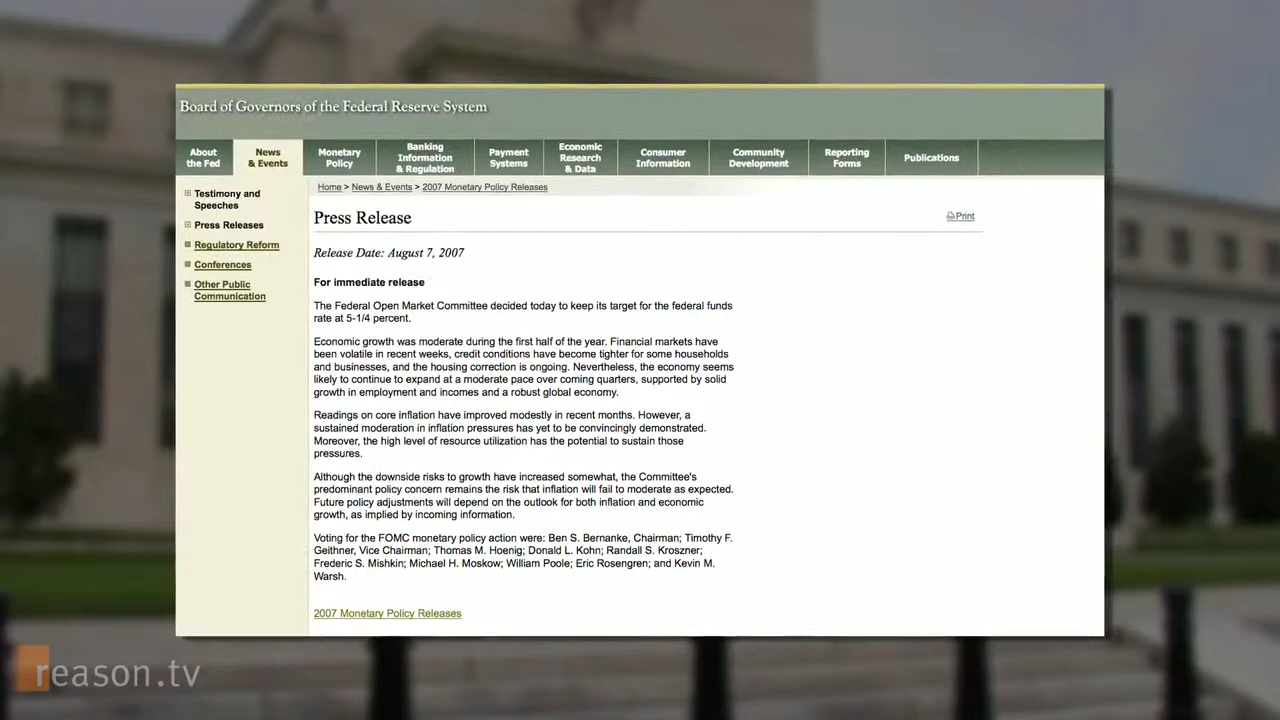 Board of Governors of the Federal Reserve System
About
the Fed
News
& Events
Monetary
Policy
Banking
Information
& Regulation
Payment
Systems
Economic
Research
& Data
Consumer
Information
Community
Development
Reporting
Forms
Publications
Testimony and
Speeches
Press Releases
Regulatory Reform
Conferences
Other Public
Communication
Home > News & Events > 2007 Monetary Policy Releases
Press Release
Print
Release Date: August 7, 2007
For immediate release
The Federal Open Market Committee decided today to keep its target for the federal funds
rate at 5-1/4 percent.
Economic growth was moderate during the first half of the year. Financial markets have
been volatile in recent weeks, credit conditions have become tighter for some households
and businesses, and the housing correction is ongoing. Nevertheless, the economy seems
likely to continue to expand at a moderate pace over coming quarters, supported by solid
growth in employment and incomes and a robust global economy.
Readings on core inflation have improved modestly in recent months. However, a
sustained moderation in inflation pressures has yet to be convincingly demonstrated.
Moreover, the high level of resource utilization has the potential to sustain those
pressures.
Although the downside risks to growth have increased somewhat, the Committee's
predominant policy concern remains the risk that inflation will fail to moderate as expected.
Future policy adjustments will depend on the outlook for both inflation and economic
growth, as implied by incoming information.
Voting for the FOMC monetary policy action were: Ben S. Bernanke, Chairman; Timothy F.
Geithner, Vice Chairman; Thomas M. Hoenig; Donald L. Kohn; Randall S. Kroszner;
Frederic S. Mishkin; Michael H. Moskow; William Poole; Eric Rosengren; and Kevin M.
Warsh.
2007 Monetary Policy Releases
reason.tv